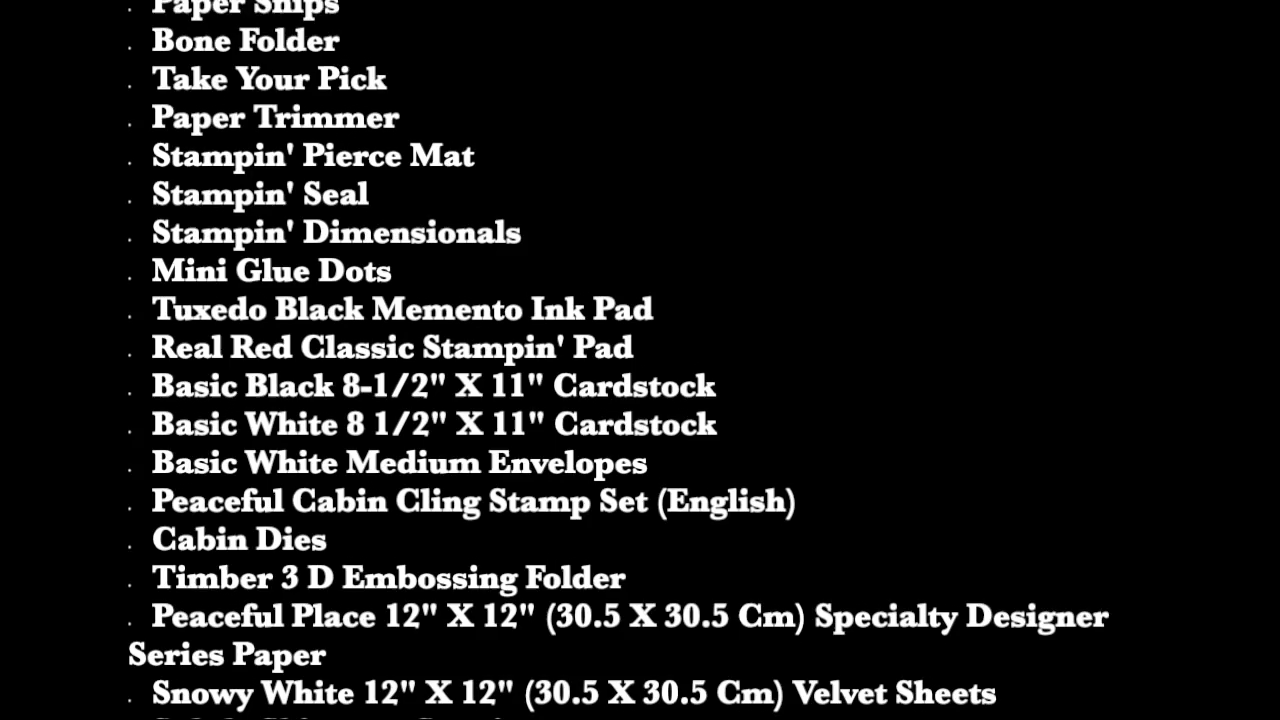 . Paper Snips
. Bone Folder
. Take Your Pick
. Paper Trimmer
. Stampin' Pierce Mat
. Stampin' Seal
. Stampin' Dimensionals
. Mini Glue Dots
. Tuxedo Black Memento Ink Pad
. Real Red Classic Stampin' Pad
. Basic Black 8-1/2" X 11" Cardstock
. Basic White 8 1/2" X 11" Cardstock
. Basic White Medium Envelopes
. Peaceful Cabin Cling Stamp Set (English)
. Cabin Dies
. Timber 3 D Embossing Folder
. Peaceful Place 12" X 12" (30.5 X 30.5 Cm) Specialty Designer
Series Paper
. Snowy White 12" X 12" (30.5 X 30.5 Cm) Velvet Sheets